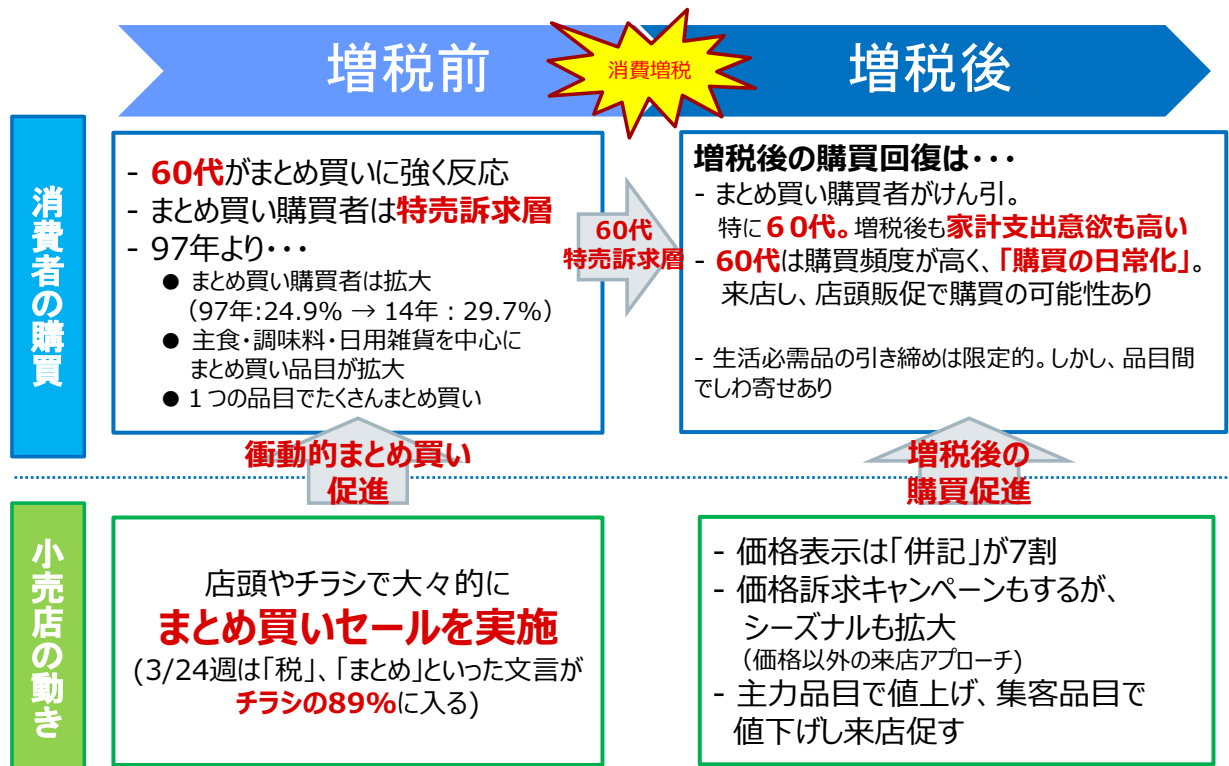 増税前
消費増税
増税後
消費者の購買
- 60代がまとめ買いに強く反応
- まとめ買い購買者は特売訴求層
- 97年より・・・
● まとめ買い購買者は拡大
（97年:24.9% → 14年：29.7%）
● 主食・調味料・日用雑貨を中心に
まとめ買い品目が拡大
● １つの品目でたくさんまとめ買い
60代
特売訴求層
増税後の購買回復は・・・
- まとめ買い購買者がけん引。
特に６０代。増税後も家計支出意欲も高い
- 60代は購買頻度が高く、「購買の日常化」。
来店し、店頭販促で購買の可能性あり
- 生活必需品の引き締めは限定的。しかし、品目間
でしわ寄せあり
衝動的まとめ買い
促進
増税後の
購買促進
小売店の動き
店頭やチラシで大々的に
まとめ買いセールを実施
(3/24週は「税」、「まとめ」といった文言が
チラシの89%に入る)
- 価格表示は「併記」が7割
- 価格訴求キャンペーンもするが、
シーズナルも拡大
（価格以外の来店アプローチ)
- 主力品目で値上げ、集客品目で
値下げし来店促す